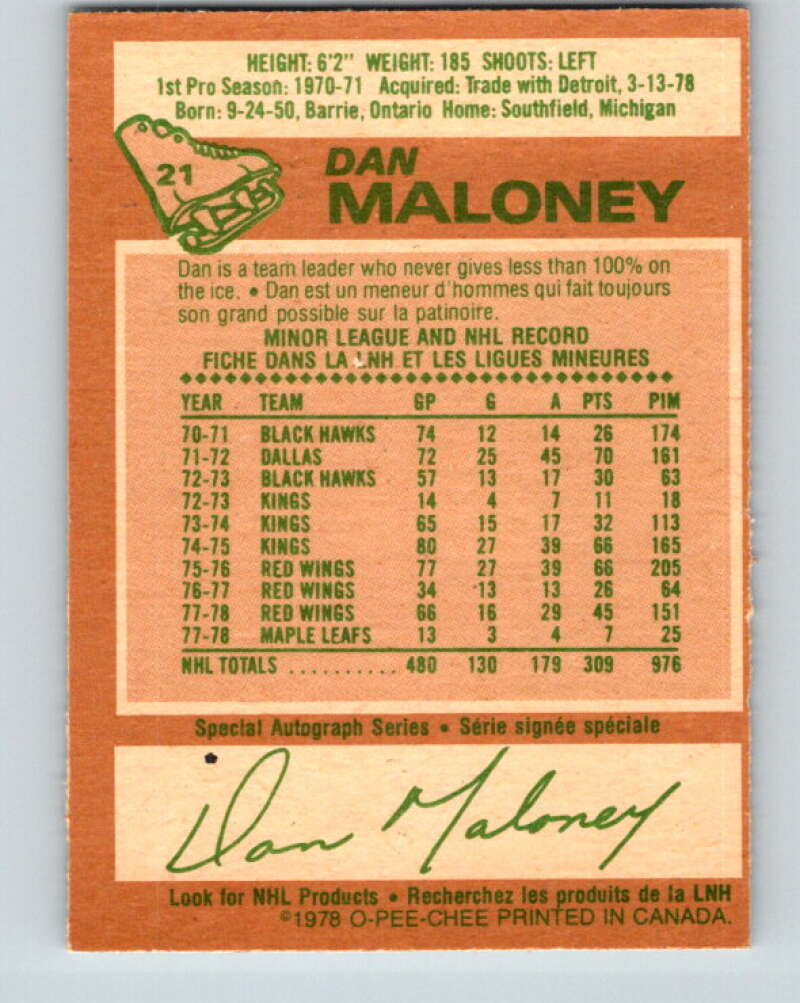 HEIGHT: 6'2" WEIGHT: 185 SHOOTS: LEFT
1st Pro Season: 1970-71 Acquired: Trade with Detroit, 3-13-78
Born: 9-24-50, Barrie, Ontario Home: Southfield, Michigan
21
DAN
MALONEY
Dan is a team leader who never gives less than 100% on
the ice. • Dan est un meneur d'hommes qui fait toujours
son grand possible sur la patinoire.
MINOR LEAGUE AND NHL RECORD
FICHE DANS LA LNH ET LES LIGUES MINEURES
YEAR TEAM GP G A PTS PIM
70-71 BLACK HAWKS 74 12 14 26 174
71-72 DALLAS 72 25 45 70 161
72-73 BLACK HAWKS 57 13 17 30 63
72-73 KINGS 14 4 7 11 18
73-74 KINGS 65 15 17 32 113
74-75 KINGS 80 27 39 66 165
75-76 RED WINGS 77 27 39 66 205
76-77 RED WINGS 34 13 13 26 64
77-78 RED WINGS 66 16 29 45 151
77-78 MAPLE LEAFS 13 3 4 7 25
NHL TOTALS .......... 480 130 179 309 976
Special Autograph Series • Série signée spéciale
Dan Maloney
Look for NHL Products • Recherchez les produits de la LNH
©1978 O-PEE-CHEE PRINTED IN CANADA.